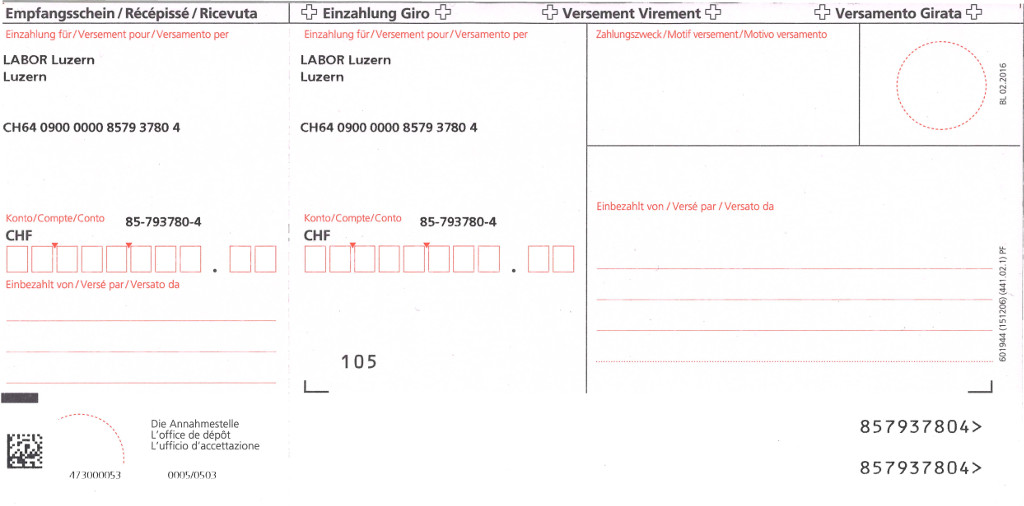 Empfangsschein / Récépissé / Ricevuta
Einzahlung für / Versement pour / Versamento per
LABOR Luzern
Luzern
CH64 0900 0000 8579 3780 4
Konto / Compte / Conto 85-793780-4
CHF
.
Einbezahlt von / Versé par / Versato da
Die Annahmestelle
L'office de dépôt
L'ufficio d'accettazione
473000053 0005/0503
Einzahlung Giro Versement Virement Versamento Girata
Einzahlung für / Versement pour / Versamento per
LABOR Luzern
Luzern
CH64 0900 0000 8579 3780 4
Konto / Compte / Conto 85-793780-4
CHF
.
105
Zahlungszweck / Motif versement / Motivo versamento
BL 02.2016
Einbezahlt von / Versé par / Versato da
601944 (151206) (441.02.1) PF
857937804>
857937804>